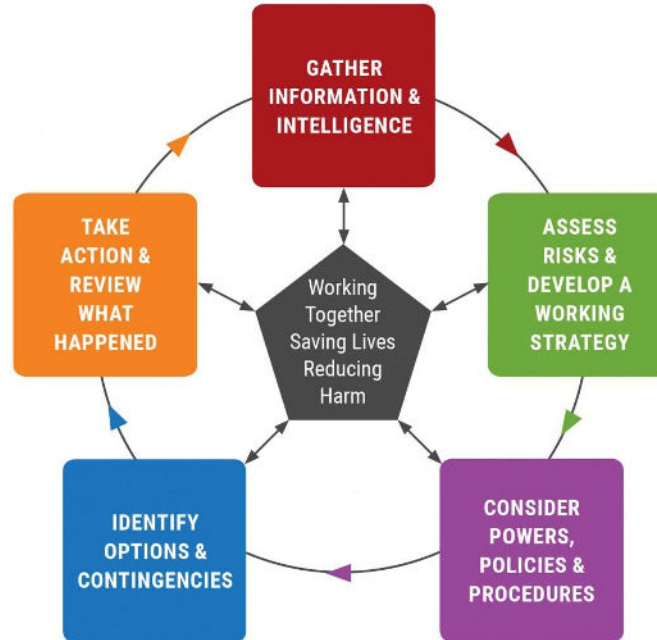 GATHER
INFORMATION &
INTELLIGENCE
ASSESS
RISKS &
DEVELOP A
WORKING
STRATEGY
CONSIDER
POWERS,
POLICIES &
PROCEDURES
IDENTIFY
OPTIONS &
CONTINGENCIES
TAKE
ACTION &
REVIEW
WHAT
HAPPENED
Working
Together
Saving Lives
Reducing
Harm